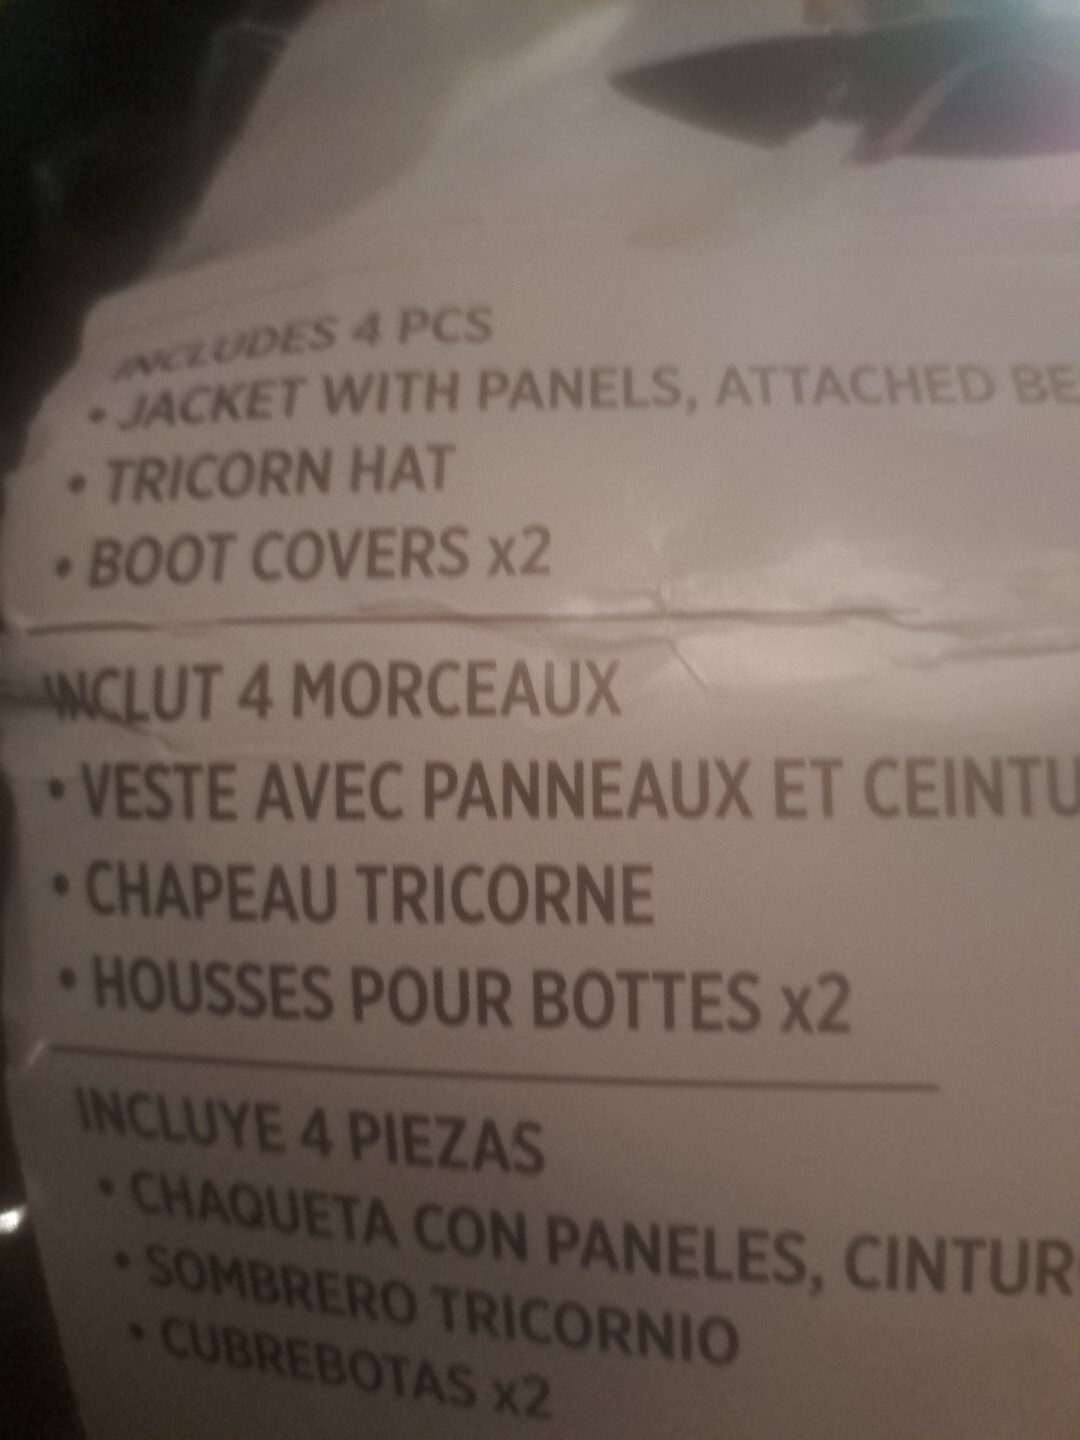 INCLUDES 4 PCS
• JACKET WITH PANELS, ATTACHED BE
• TRICORN HAT
• BOOT COVERS x2
INCLUT 4 MORCEAUX
• VESTE AVEC PANNEAUX ET CEINTU
• CHAPEAU TRICORNE
• HOUSSES POUR BOTTES x2
INCLUYE 4 PIEZAS
• CHAQUETA CON PANELES, CINTUR
• SOMBRERO TRICORNIO
• CUBREBOTAS x2